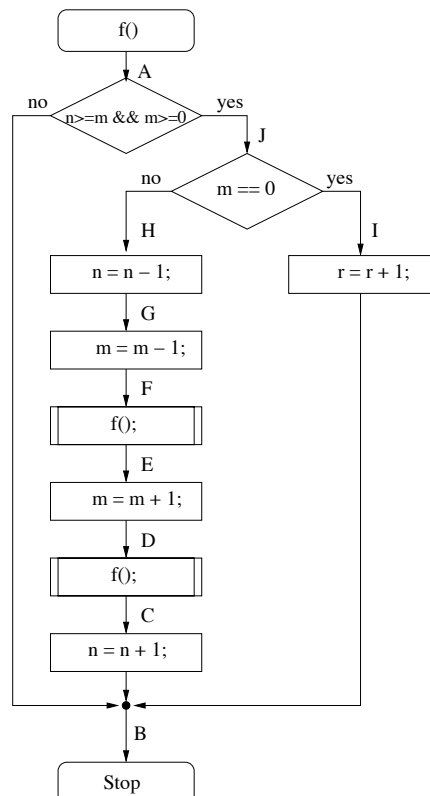 f()
A
no
n>=m && m>=0
yes
J
no
m == 0
yes
H
I
n = n − 1;
r = r + 1;
G
m = m − 1;
F
f();
E
m = m + 1;
D
f();
C
n = n + 1;
B
Stop